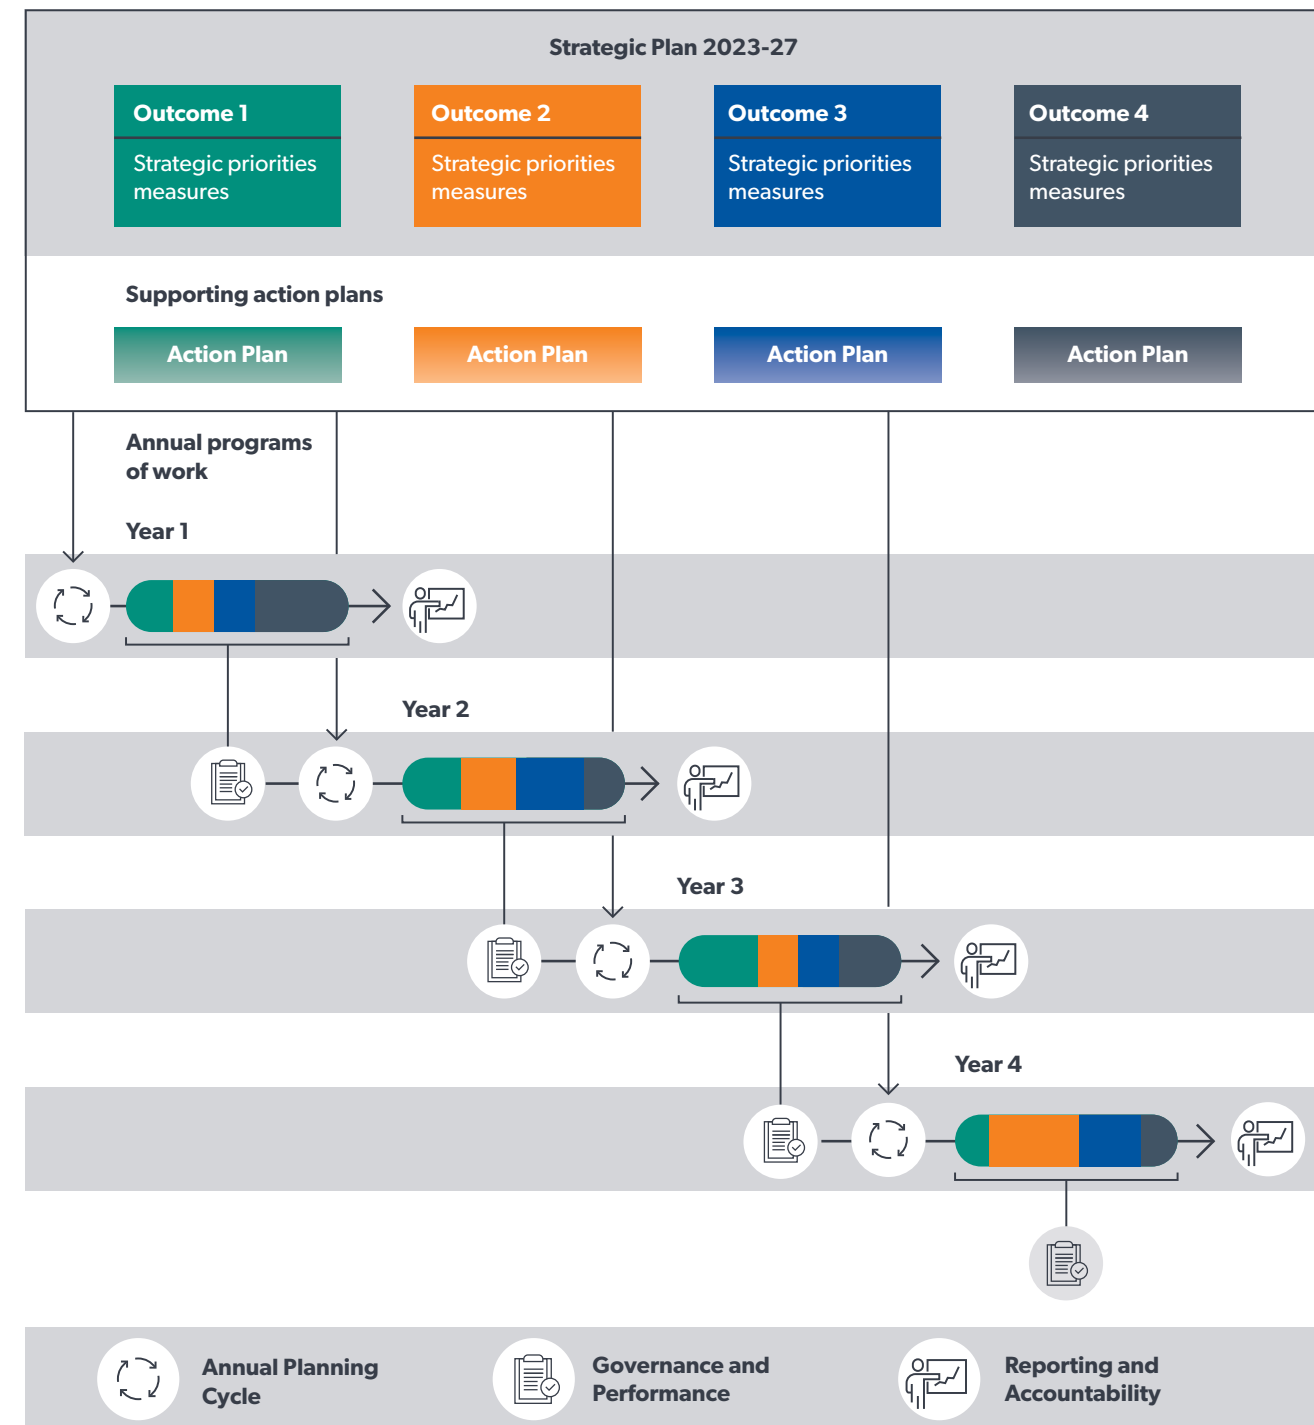 Strategic Plan 2023-27
Outcome 1
Strategic priorities
measures
Outcome 2
Strategic priorities
measures
Outcome 3
Strategic priorities
measures
Outcome 4
Strategic priorities
measures
Supporting action plans
Action Plan
Action Plan
Action Plan
Action Plan
Annual programs
of work
Year 1
Year 2
Year 3
Year 4
Annual Planning
Cycle
Governance and
Performance
Reporting and
Accountability